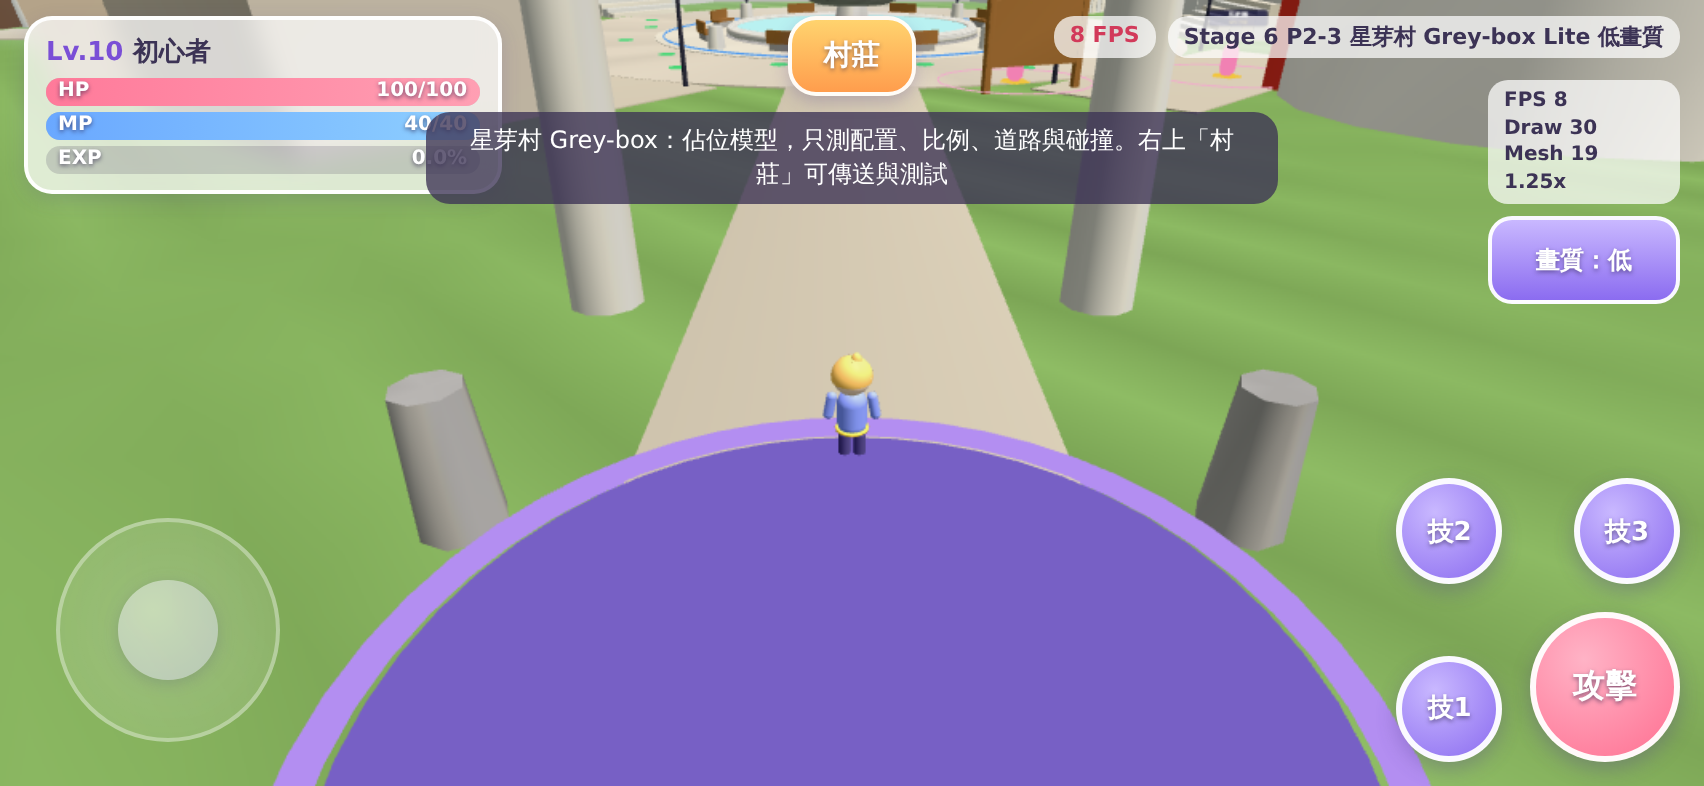 Lv.10 初心者
HP 100/100
MP 40/40
EXP 0.0%
村莊
8 FPS
Stage 6 P2-3 星芽村 Grey-box Lite 低畫質
FPS 8
Draw 30
Mesh 19
1.25x
畫質：低
星芽村 Grey-box：佔位模型，只測配置、比例、道路與碰撞。右上「村
莊」可傳送與測試
技2
技3
技1
攻擊